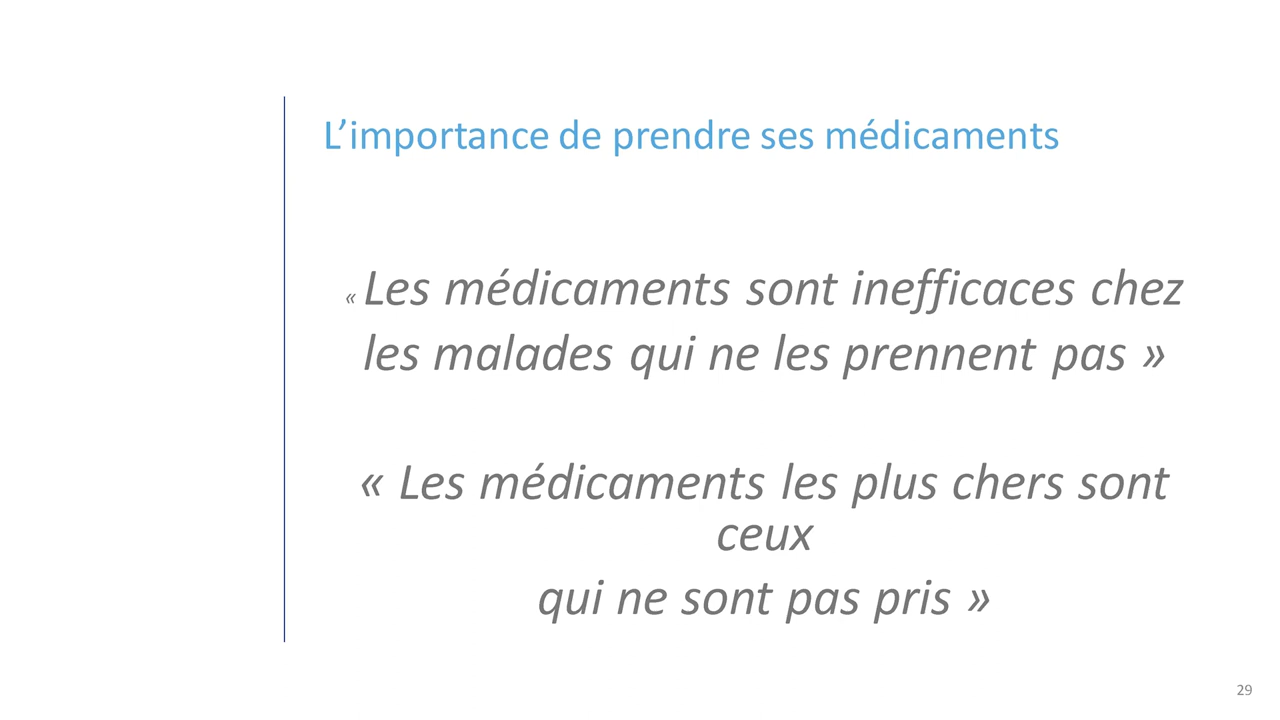 L’importance de prendre ses médicaments
« Les médicaments sont inefficaces chez
les malades qui ne les prennent pas »
« Les médicaments les plus chers sont
ceux
qui ne sont pas pris »
29